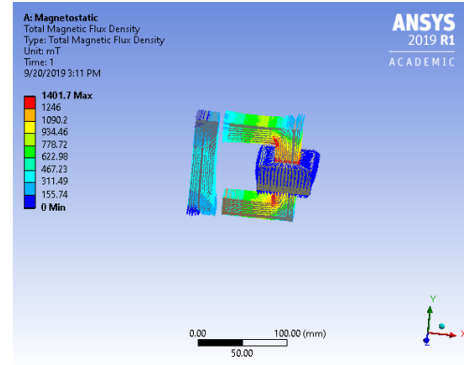 A: Magnetostatic
Total Magnetic Flux Density
Type: Total Magnetic Flux Density
Unit: mT
Time: 1
9/20/2019 3:11 PM
1401.7 Max
1246
1090.2
934.46
778.72
622.98
467.23
311.49
155.74
0 Min
ANSYS
2019 R1
ACADEMIC
0.00
100.00 (mm)
50.00
Y
X
Z